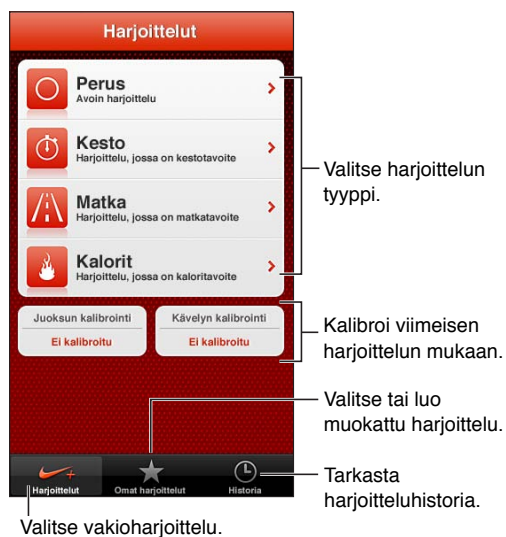 Harjoittelut
Perus
Avoin harjoittelu
Kesto
Harjoittelu, jossa on kestotavoite
Matka
Harjoittelu, jossa on matkatavoite
Kalorit
Harjoittelu, jossa on kaloritavoite
Valitse harjoittelun
tyyppi.
Juoksun kalibrointi
Ei kalibroitu
Kävelyn kalibrointi
Ei kalibroitu
Kalibroi viimeisen
harjoittelun mukaan.
Valitse tai luo
muokattu harjoittelu.
Harjoittelut
Omat harjoittelut
Historia
Tarkasta
harjoitteluhistoria.
Valitse vakioharjoittelu.